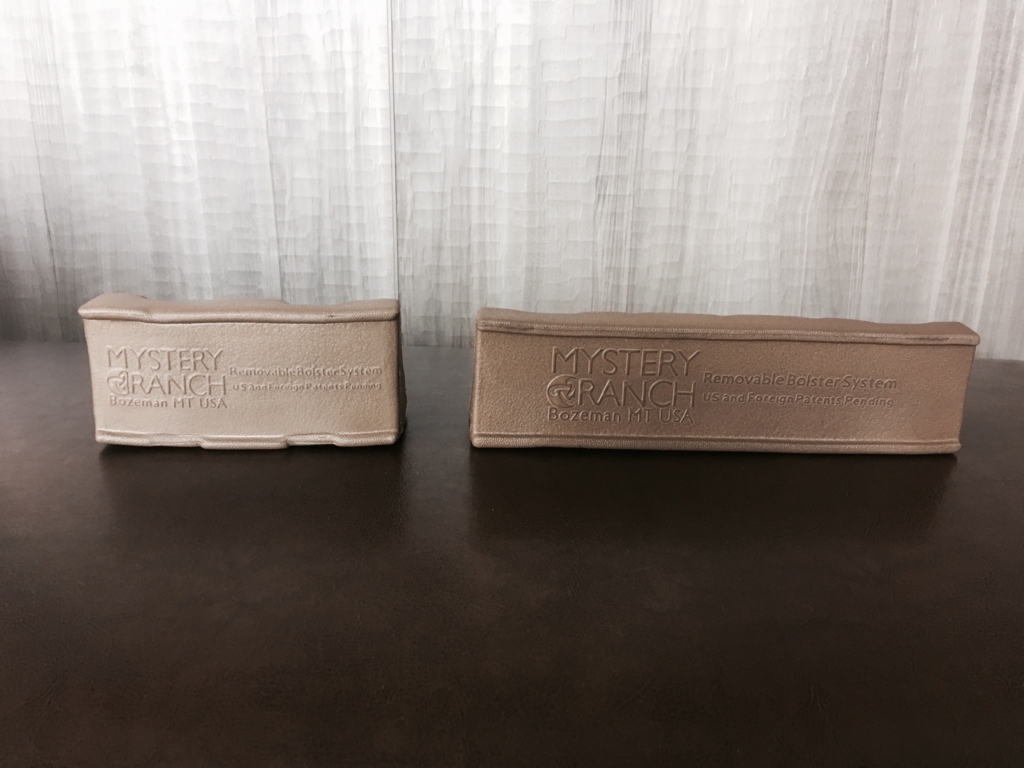 MYSTERY
RANCH
Bozeman MT USA
Removable Bolster System
US and Foreign Patents Pending
MYSTERY
RANCH
Bozeman MT USA
Removable Bolster System
US and Foreign Patents Pending